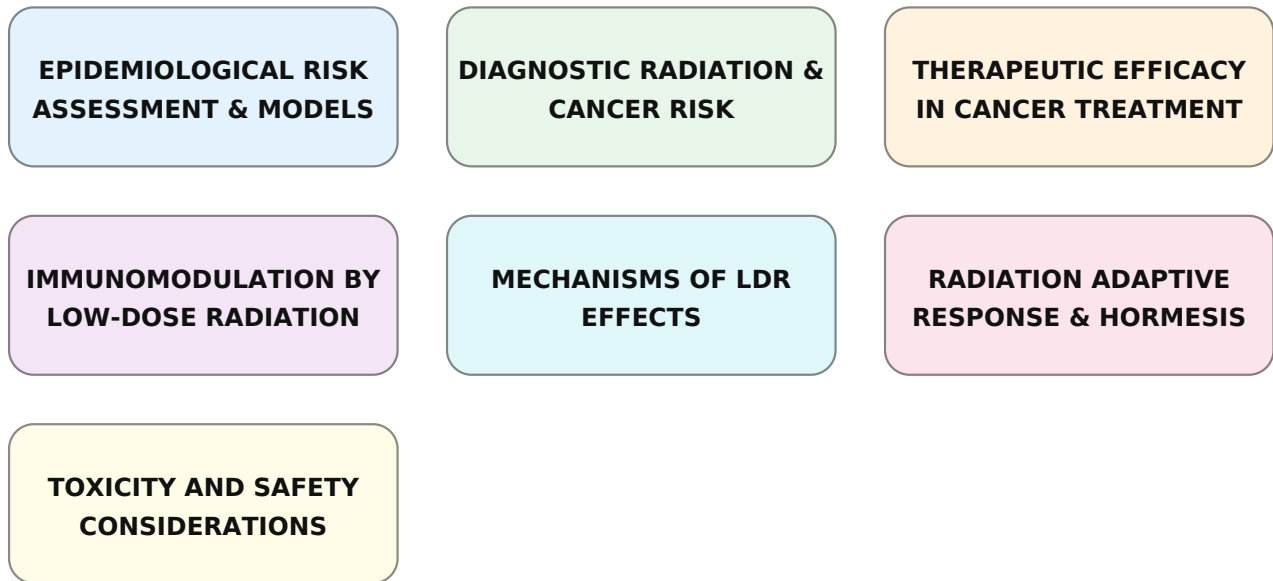 EPIDEMIOLOGICAL RISK
ASSESSMENT & MODELS
DIAGNOSTIC RADIATION &
CANCER RISK
THERAPEUTIC EFFICACY
IN CANCER TREATMENT
IMMUNOMODULATION BY
LOW-DOSE RADIATION
MECHANISMS OF LDR
EFFECTS
RADIATION ADAPTIVE
RESPONSE & HORMESIS
TOXICITY AND SAFETY
CONSIDERATIONS